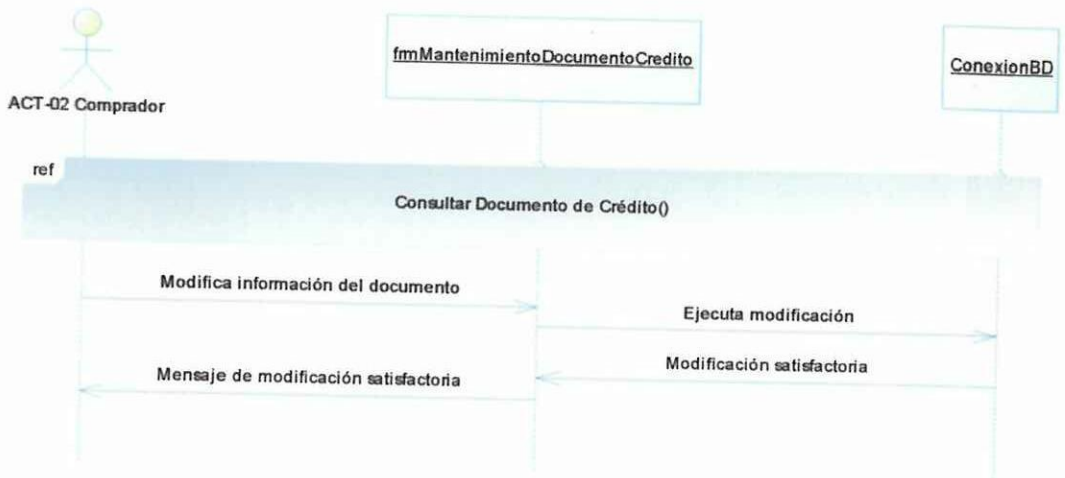 frmMantenimientoDocumentoCredito
ConexionBD
ACT-02 Comprador
ref
Consultar Documento de Crédito()
Modifica información del documento
Ejecuta modificación
Modificación satisfactoria
Mensaje de modificación satisfactoria